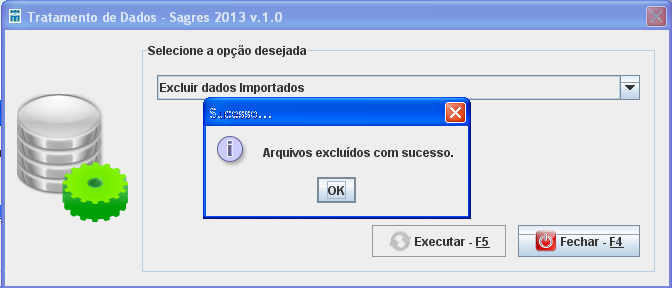 Tratamento de Dados - Sagres 2013 v.1.0
Selecione a opção desejada
Excluir dados Importados
Sucesso...
Arquivos excluídos com sucesso.
OK
Executar - F5
Fechar - F4